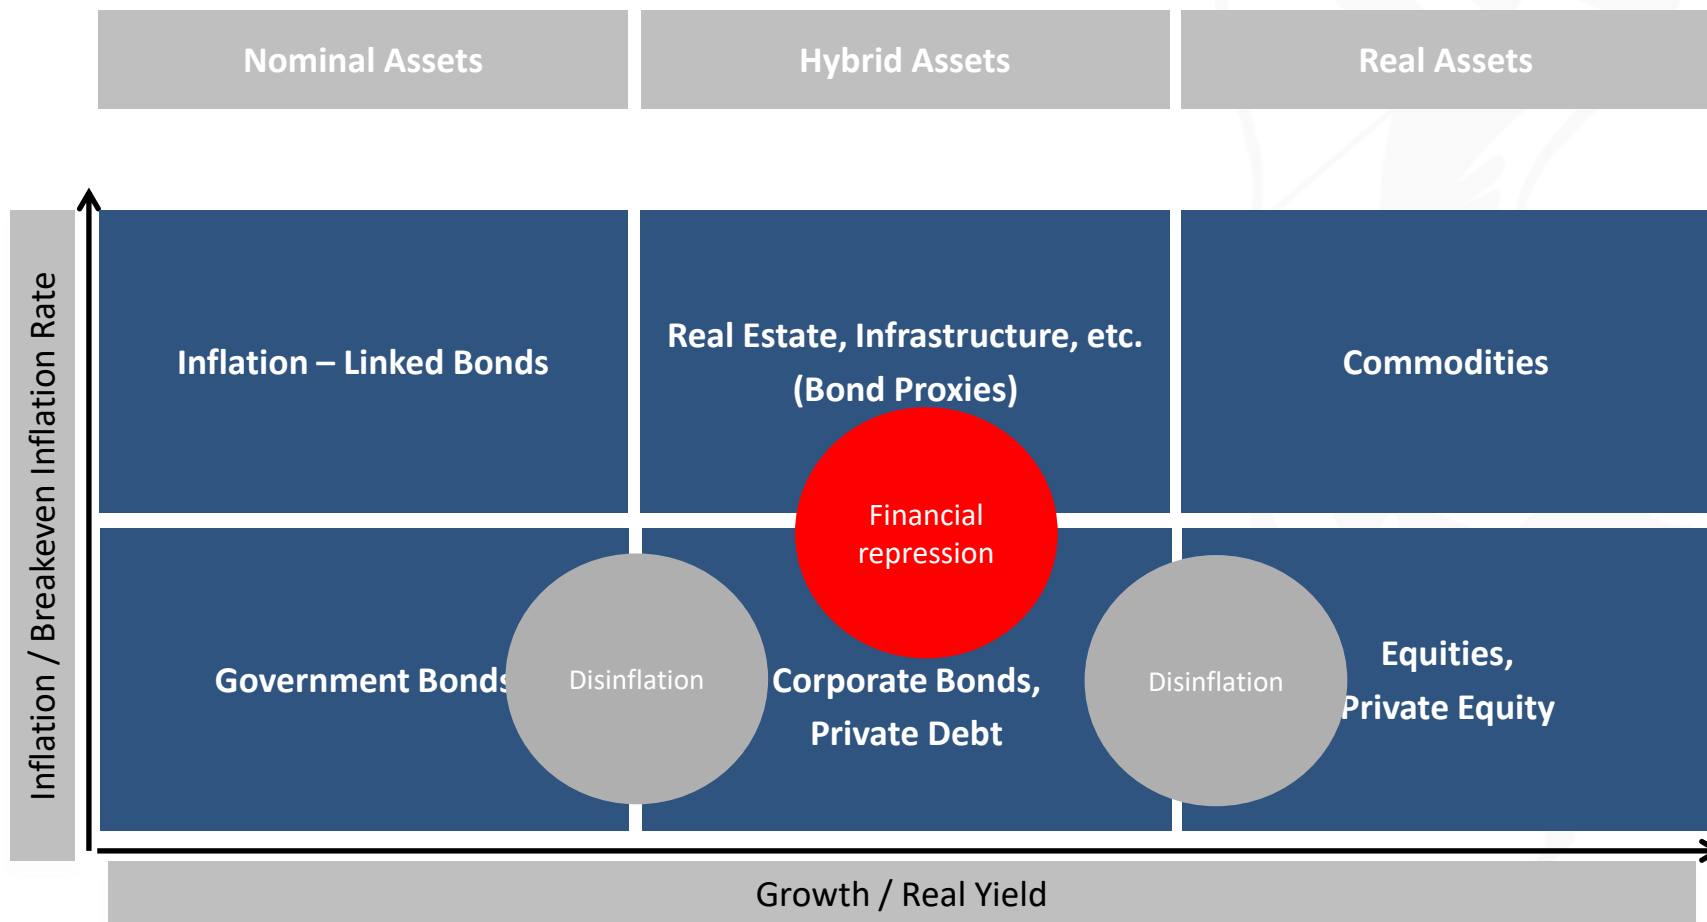 Nominal Assets
Hybrid Assets
Real Assets
Inflation / Breakeven Inflation Rate
Inflation – Linked Bonds
Real Estate, Infrastructure, etc.
(Bond Proxies)
Commodities
Financial
repression
Government Bonds
Disinflation
Corporate Bonds,
Private Debt
Disinflation
Equities,
Private Equity
Growth / Real Yield